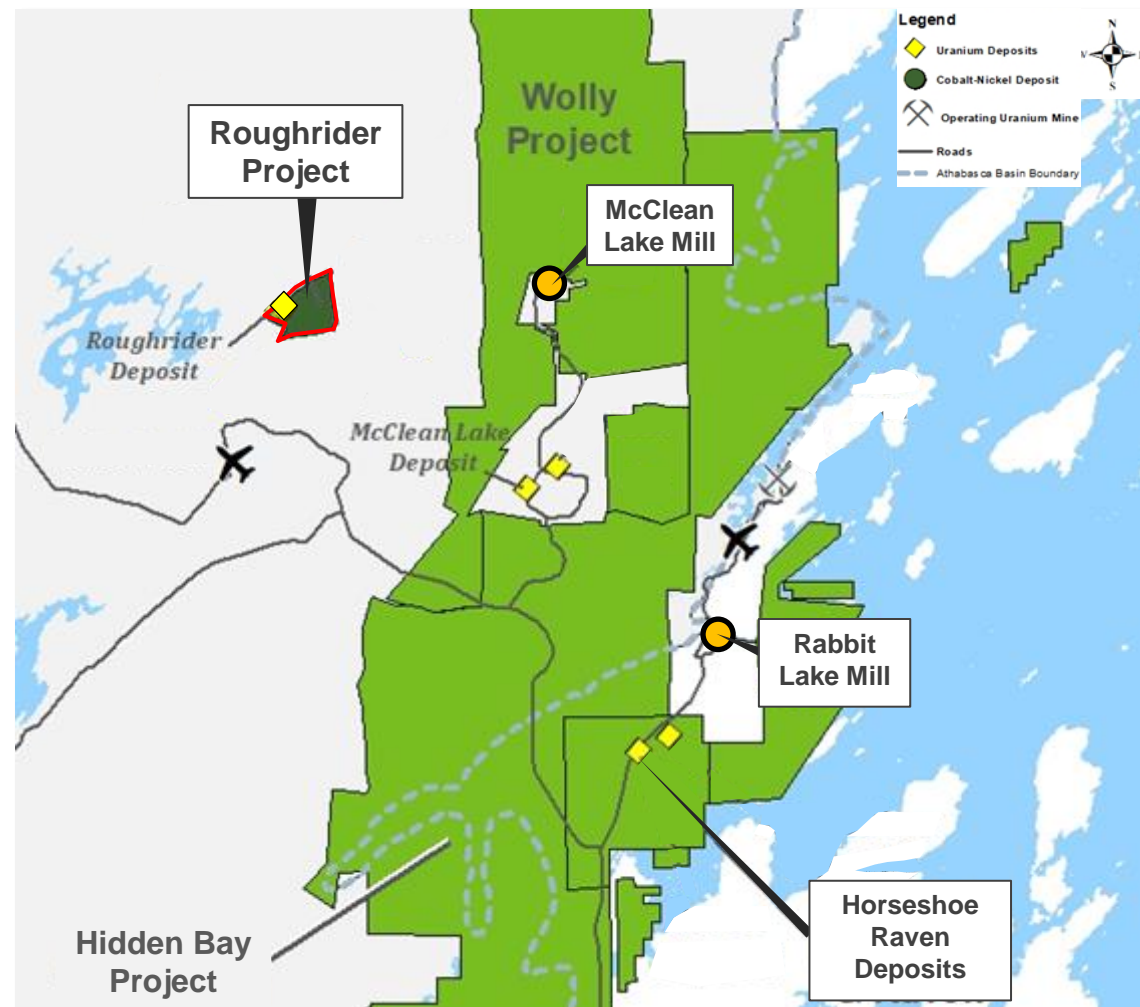 Legend
N
S
Uranium Deposits
Cobalt-Nickel Deposit
Operating Uranium Mine
Roads
Athabasca Basin Boundary
Wolly
Project
Roughrider
Project
McClean
Lake Mill
Roughrider
Deposit
McClean Lake
Deposit
Rabbit
Lake Mill
Horseshoe
Raven
Deposits
Hidden Bay
Project